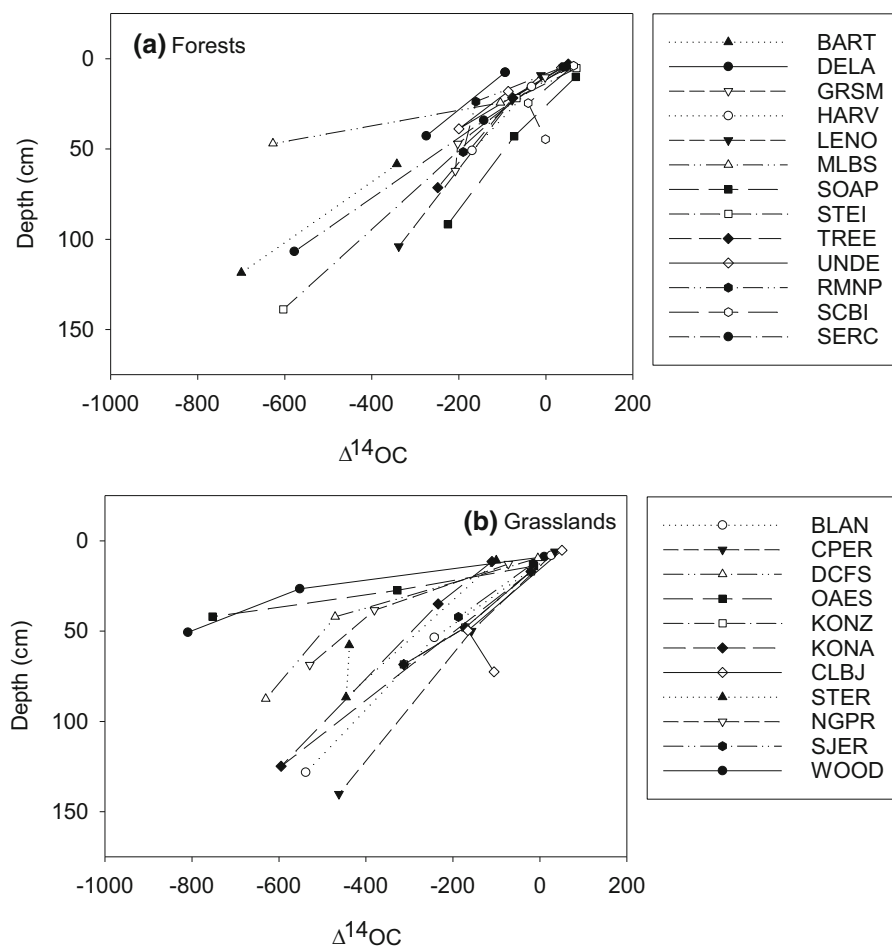 (a) Forests
0
50
100
150
Depth (cm)
-1000 -800 -600 -400 -200 0 200
Δ14OC
BART
DELA
GRSM
HARV
LENO
MLBS
SOAP
STEI
TREE
UNDE
RMNP
SCBI
SERC
(b) Grasslands
0
50
100
150
Depth (cm)
-1000 -800 -600 -400 -200 0 200
Δ14OC
BLAN
CPER
DCFS
OAES
KONZ
KONA
CLBJ
STER
NGPR
SJER
WOOD